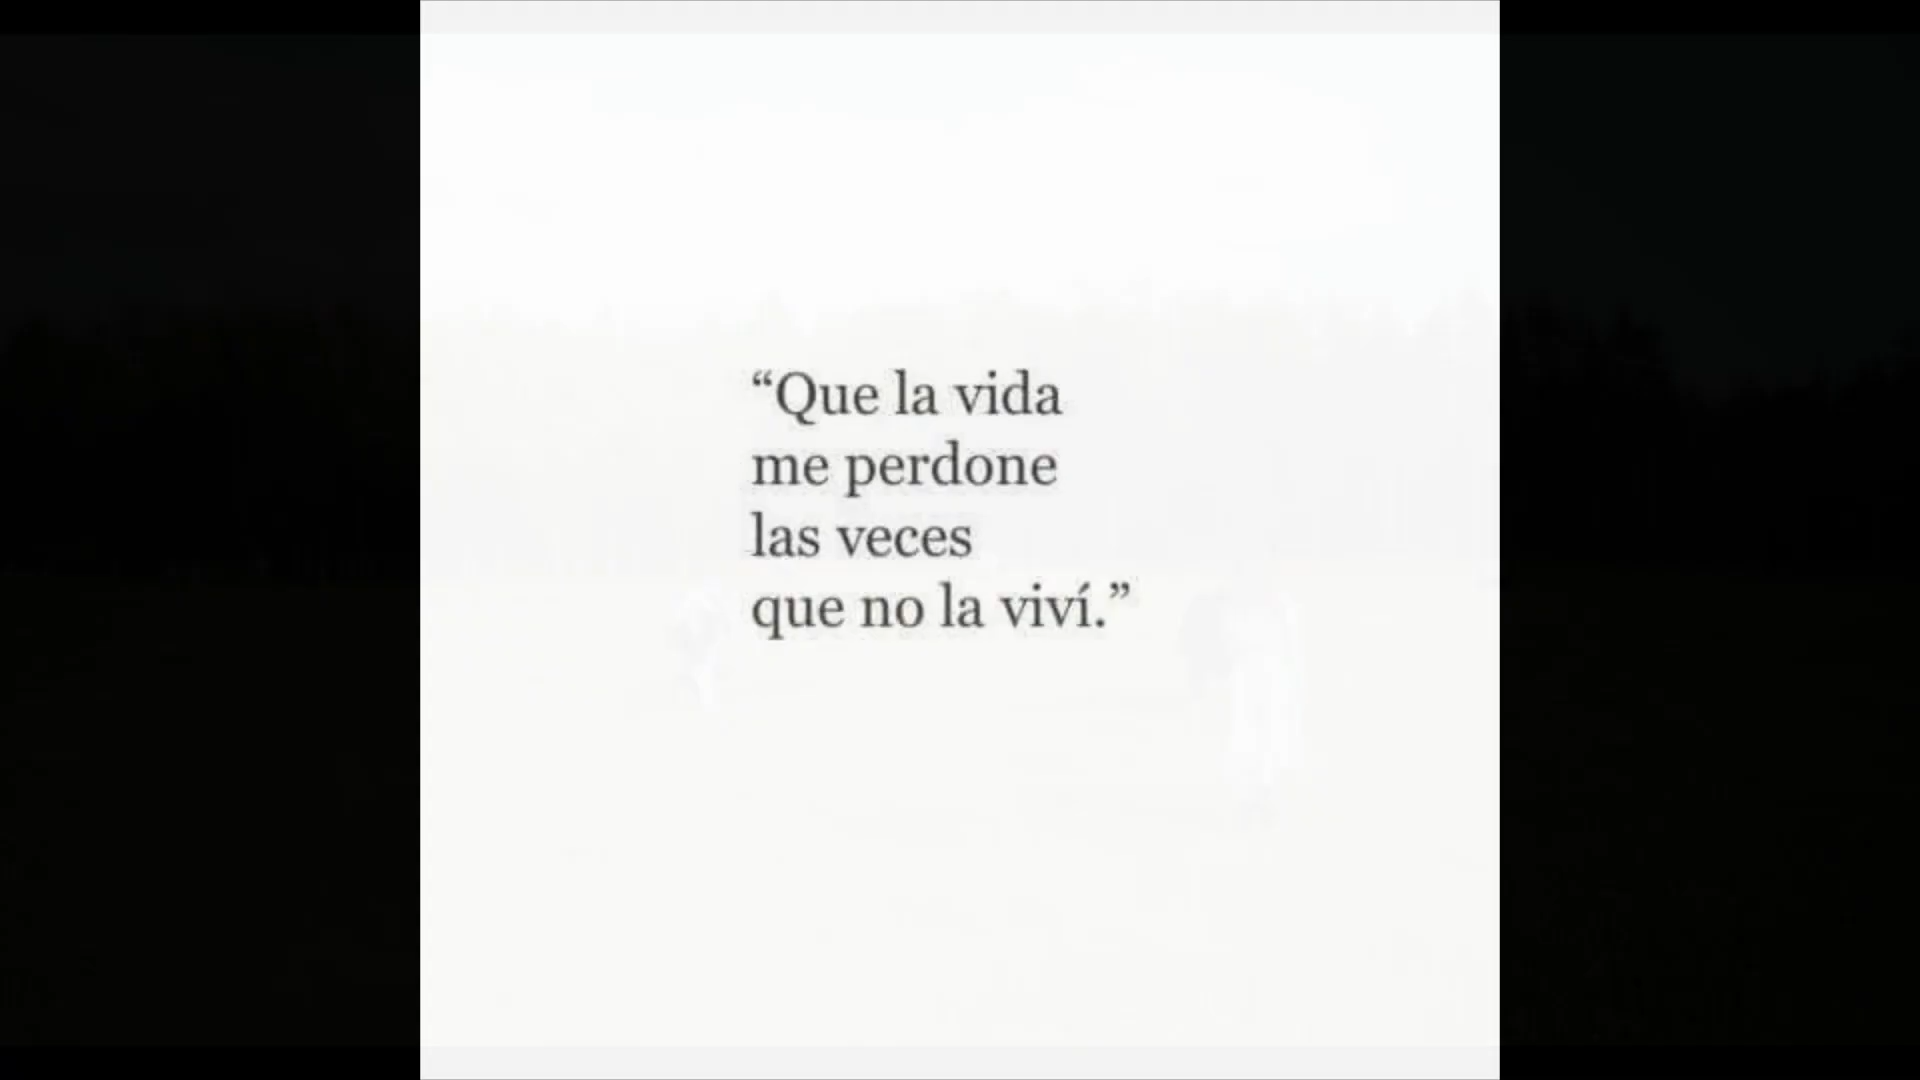 “Que la vida
me perdone
las veces
que no la viví.”